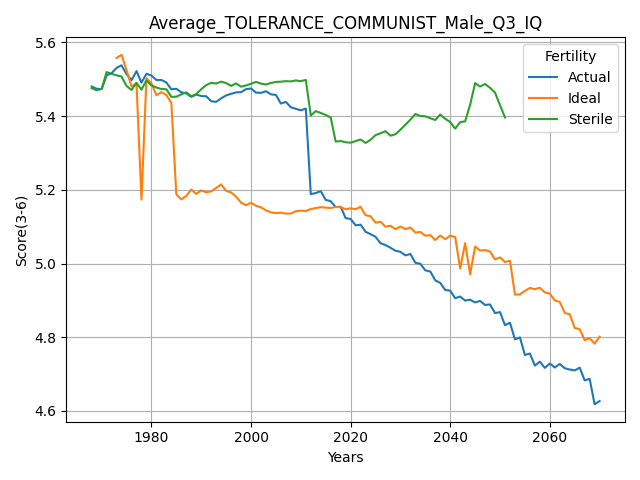 Average_TOLERANCE_COMMUNIST_Male_Q3_IQ
Fertility
Actual
Ideal
Sterile
Score(3-6)
5.6
5.4
5.2
5.0
4.8
4.6
1980
2000
2020
2040
2060
Years